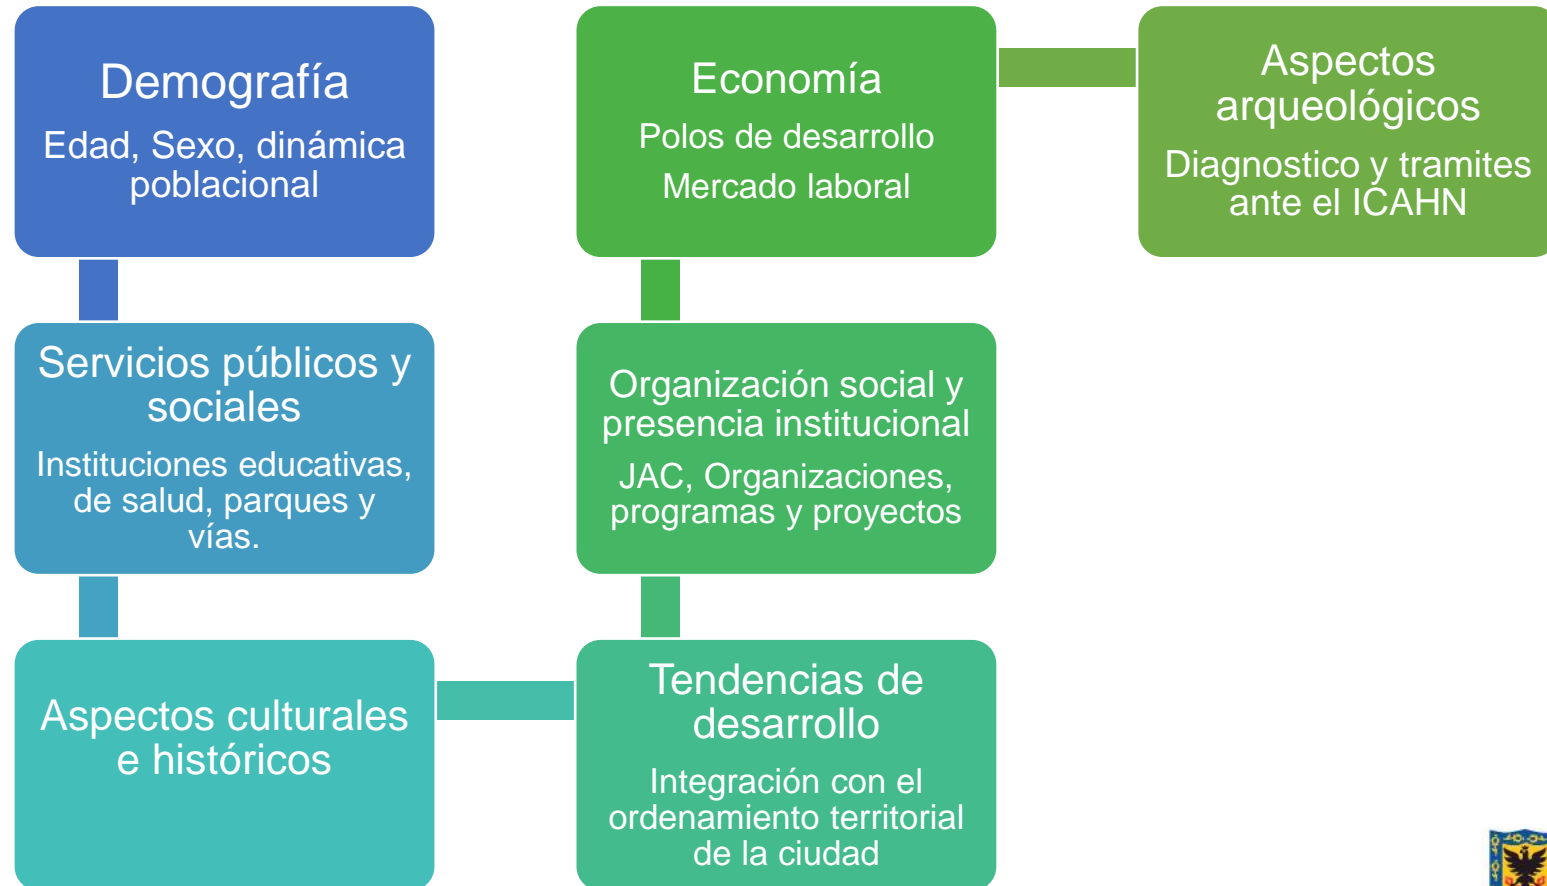 Demografía
Edad, Sexo, dinámica
poblacional
Servicios públicos y
sociales
Instituciones educativas,
de salud, parques y
vías.
Aspectos culturales
e históricos
Tendencias de
desarrollo
Integración con el
ordenamiento territorial
de la ciudad
Organización social y
presencia institucional
JAC, Organizaciones,
programas y proyectos
Economía
Polos de desarrollo
Mercado laboral
Aspectos
arqueológicos
Diagnostico y tramites
ante el ICAHN